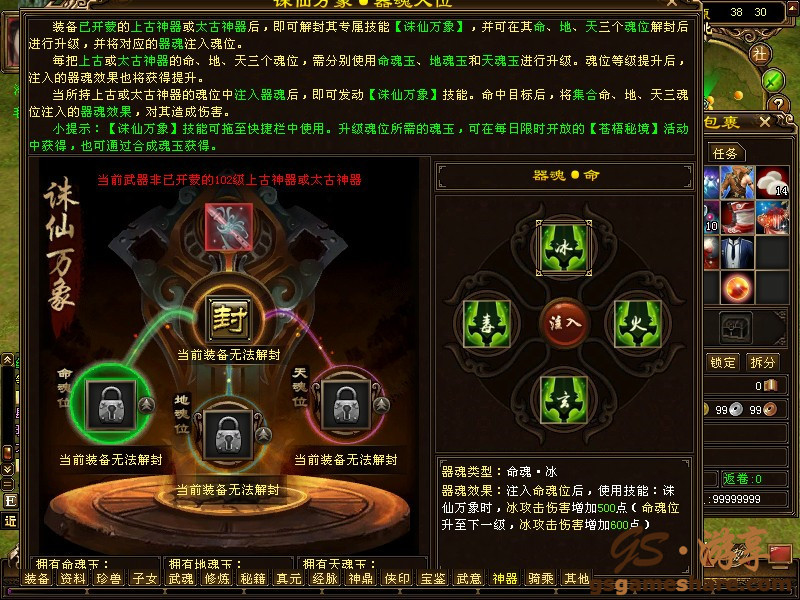 诛仙万象●器魂天位
38 30
装备已开蒙的上古神器或太古神器后，即可解封其专属技能【诛仙万象】，并可在其命、地、天三个魂位解封后
进行升级，并将对应的器魂注入魂位。
每把上古或太古神器的命、地、天三个魂位，需分别使用命魂玉、地魂玉和天魂玉进行升级。魂位等级提升后，
注入的器魂效果也将获得提升。
当所持上古或太古神器的魂位中注入器魂后，即可发动【诛仙万象】技能。命中目标后，将集合命、地、天三魂
位注入的器魂效果，对其造成伤害。
小提示：【诛仙万象】技能可拖至快捷栏中使用。升级魂位所需的魂玉，可在每日限时开放的【苍梧秘境】活动
中获得，也可通过合成魂玉获得。
社
包裹
任务
14
10
当前武器非已开蒙的102级上古神器或太古神器
诛仙万象
封
当前装备无法解封
命魂位
地魂位
天魂位
当前装备无法解封
当前装备无法解封
当前装备无法解封
器魂●命
冰
毒
注入
火
玄
器魂类型：命魂·冰
器魂效果：注入命魂位后，使用技能：诛
仙万象时，冰攻击伤害增加500点（命魂位
升至下一级，冰攻击伤害增加600点）
锁定
拆分
0
99
99
返卷:0
:99999999
E
近
拥有命魂玉：
拥有地魂玉：
拥有天魂玉：
装备 资料 珍兽 子女 武魂 修炼 秘籍 真元 经脉 神鼎 侠印 宝鉴 武意 神器 骑乘 其他
GS·游享
gsgameshare.com